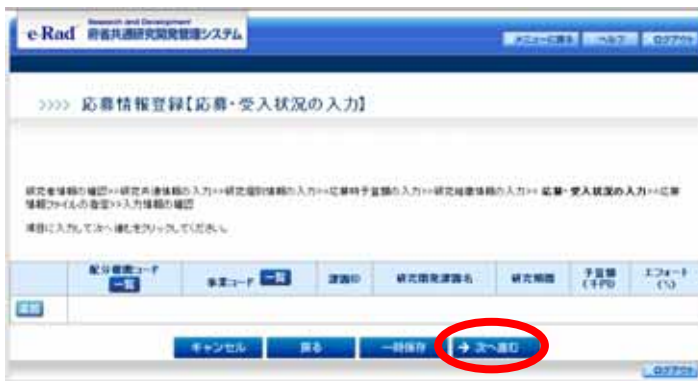 Research and Development
e-Rad 府省共通研究開発管理システム
メニューに戻る ヘルプ ログアウト
>>>> 応募情報登録【応募・受入状況の入力】
研究者情報の確認>>研究共通情報の入力>>研究個別情報の入力>>応募時予算額の入力>>研究組織情報の入力>>応募・受入状況の入力>>応募
情報ファイルの指定>>入力情報の確認
項目に入力して次へ進むをクリックしてください。
配分機関コード 一覧 事業コード 一覧 課題ID 研究開発課題名 研究期間 予算額(千円) エフォート(%)
追加
キャンセル 戻る 一時保存 → 次へ進む
ログアウト